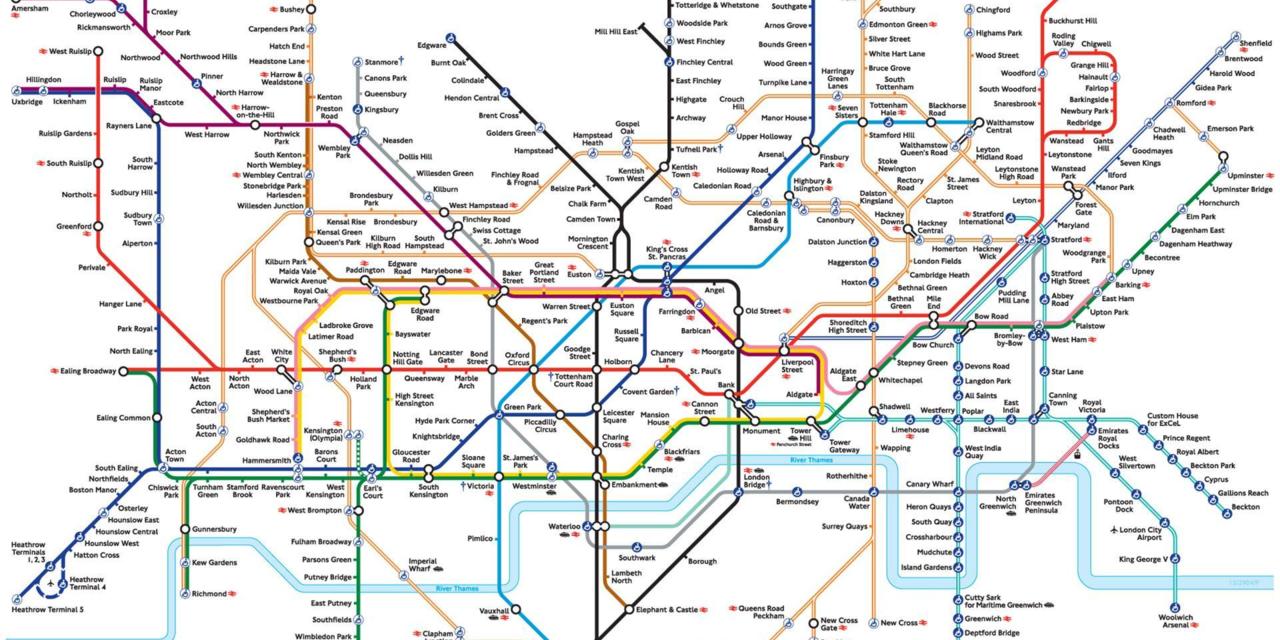 Amersham
Chorleywood
Rickmansworth
Croxley
Moor Park
Northwood
Northwood Hills
Pinner
North Harrow
Harrow-
on-the-Hill
Northwick
Park
West Harrow
Bushey
Carpenders Park
Hatch End
Headstone Lane
Harrow &
Wealdstone
Kenton
Preston
Road
South Kenton
North Wembley
Wembley Central
Stonebridge Park
Harlesden
Willesden Junction
Kensal Green
Queen's Park
Kilburn Park
Maida Vale
Warwick Avenue
Royal Oak
Westbourne Park
Ladbroke Grove
Latimer Road
West Ruislip
Hillingdon
Uxbridge
Ickenham
Ruislip
Ruislip
Manor
Eastcote
Rayners Lane
Ruislip Gardens
South Ruislip
Northolt
Greenford
Perivale
Hanger Lane
South
Harrow
Sudbury Hill
Sudbury
Town
Alperton
Park Royal
North Ealing
Ealing Broadway
Ealing Common
West
Acton
North
Acton
East
Acton
White
City
Wood Lane
Shepherd's
Bush
Holland
Park
Acton
Central
South
Acton
Shepherd's
Bush Market
Goldhawk Road
Hammersmith
Kensington
(Olympia)
Barons
Court
South Ealing
Northfields
Boston Manor
Osterley
Hounslow East
Hounslow Central
Hounslow West
Hatton Cross
Heathrow
Terminals
1, 2, 3
Heathrow
Terminal 4
Heathrow Terminal 5
Acton
Town
Chiswick
Park
Turnham
Green
Stamford
Brook
Ravenscourt
Park
West
Kensington
Earl's
Court
Gunnersbury
Kew Gardens
Richmond
West Brompton
Fulham Broadway
Parsons Green
Putney Bridge
East Putney
Southfields
Wimbledon Park
Imperial
Wharf
Clapham
Stanmore
Canons Park
Queensbury
Kingsbury
Wembley
Park
Neasden
Dollis Hill
Willesden Green
Kilburn
West Hampstead
Finchley Road
Swiss Cottage
St. John's Wood
Brondesbury
Park
Kensal Rise
Brondesbury
Kilburn
High Road
South
Hampstead
Finchley Road
& Frognal
Edgware
Burnt Oak
Colindale
Hendon Central
Brent Cross
Golders Green
Hampstead
Belsize Park
Chalk Farm
Camden Town
Mornington
Crescent
Hampstead
Heath
Gospel
Oak
Kentish
Town West
Camden
Road
Mill Hill East
Totteridge & Whetstone
Woodside Park
West Finchley
Finchley Central
East Finchley
Highgate
Archway
Tufnell Park
Kentish
Town
Paddington
Edgware
Road
Marylebone
Baker
Street
Great
Portland
Street
Euston
King's Cross
St. Pancras
Edgware
Road
Bayswater
Notting
Hill Gate
Lancaster
Gate
Queensway
Marble
Arch
Bond
Street
Oxford
Circus
High Street
Kensington
Regent's Park
Warren Street
Euston
Square
Goodge
Street
Russell
Square
Tottenham
Court Road
Holborn
Chancery
Lane
Covent Garden
Leicester
Square
Piccadilly
Circus
Green Park
Hyde Park Corner
Knightsbridge
Gloucester
Road
South
Kensington
Sloane
Square
Victoria
St. James's
Park
Westminster
Charing
Cross
Embankment
Temple
Blackfriars
Mansion
House
Cannon
Street
Monument
Bank
Tower
Hill
Fenchurch Street
Tower
Gateway
Waterloo
Southwark
Lambeth
North
Pimlico
Vauxhall
Elephant & Castle
Borough
London
Bridge
Bermondsey
River Thames
River Thames
Southgate
Arnos Grove
Bounds Green
Wood Green
Turnpike Lane
Manor House
Harringay
Green
Lanes
Crouch
Hill
Upper Holloway
Arsenal
Holloway Road
Caledonian Road
Finsbury
Park
Highbury &
Islington
Caledonian
Road &
Barnsbury
Canonbury
Angel
Farringdon
Barbican
Old Street
Moorgate
St. Paul's
Liverpool
Street
Aldgate
East
Aldgate
Southbury
Edmonton Green
Silver Street
White Hart Lane
Bruce Grove
South
Tottenham
Seven
Sisters
Tottenham
Hale
Blackhorse
Road
Stamford Hill
Walthamstow
Central
Walthamstow
Queen's Road
Stoke
Newington
Rectory
Road
Clapton
St. James
Street
Leyton
Midland Road
Leytonstone
High Road
Chingford
Highams Park
Wood Street
Dalston
Kingsland
Dalston Junction
Haggerston
Hoxton
Shoreditch
High Street
Hackney
Downs
Hackney
Central
London Fields
Cambridge Heath
Bethnal Green
Bethnal
Green
Mile
End
Homerton
Hackney
Wick
Buckhurst Hill
Roding
Valley
Chigwell
Grange Hill
Hainault
Fairlop
Barkingside
Newbury Park
Woodford
South Woodford
Snaresbrook
Redbridge
Wanstead
Gants
Hill
Leytonstone
Leyton
Wanstead
Park
Stratford
International
Stratford
Forest
Gate
Maryland
Manor Park
Ilford
Seven Kings
Goodmayes
Chadwell
Heath
Romford
Gidea Park
Harold Wood
Brentwood
Shenfield
Emerson Park
Upminster
Upminster Bridge
Hornchurch
Elm Park
Dagenham East
Dagenham Heathway
Becontree
Upney
Barking
East Ham
Upton Park
Plaistow
Woodgrange
Park
Stratford
High Street
Abbey
Road
West Ham
Star Lane
Canning
Town
Pudding
Mill Lane
Bow Road
Bow Church
Bromley-
by-Bow
Stepney Green
Whitechapel
Devons Road
Langdon Park
All Saints
Shadwell
Limehouse
Westferry
Poplar
Blackwall
East
India
West India
Quay
Canary Wharf
Heron Quays
South Quay
Crossharbour
Mudchute
Island Gardens
Cutty Sark
for Maritime Greenwich
Greenwich
Deptford Bridge
Wapping
Rotherhithe
Canada
Water
Surrey Quays
Queens Road
Peckham
New Cross
Gate
New Cross
North
Greenwich
Emirates
Greenwich
Peninsula
Royal
Victoria
Emirates
Royal
Docks
Custom House
for ExCeL
Prince Regent
Royal Albert
Beckton Park
Cyprus
Gallions Reach
Beckton
West
Silvertown
Pontoon
Dock
London City
Airport
King George V
Woolwich
Arsenal